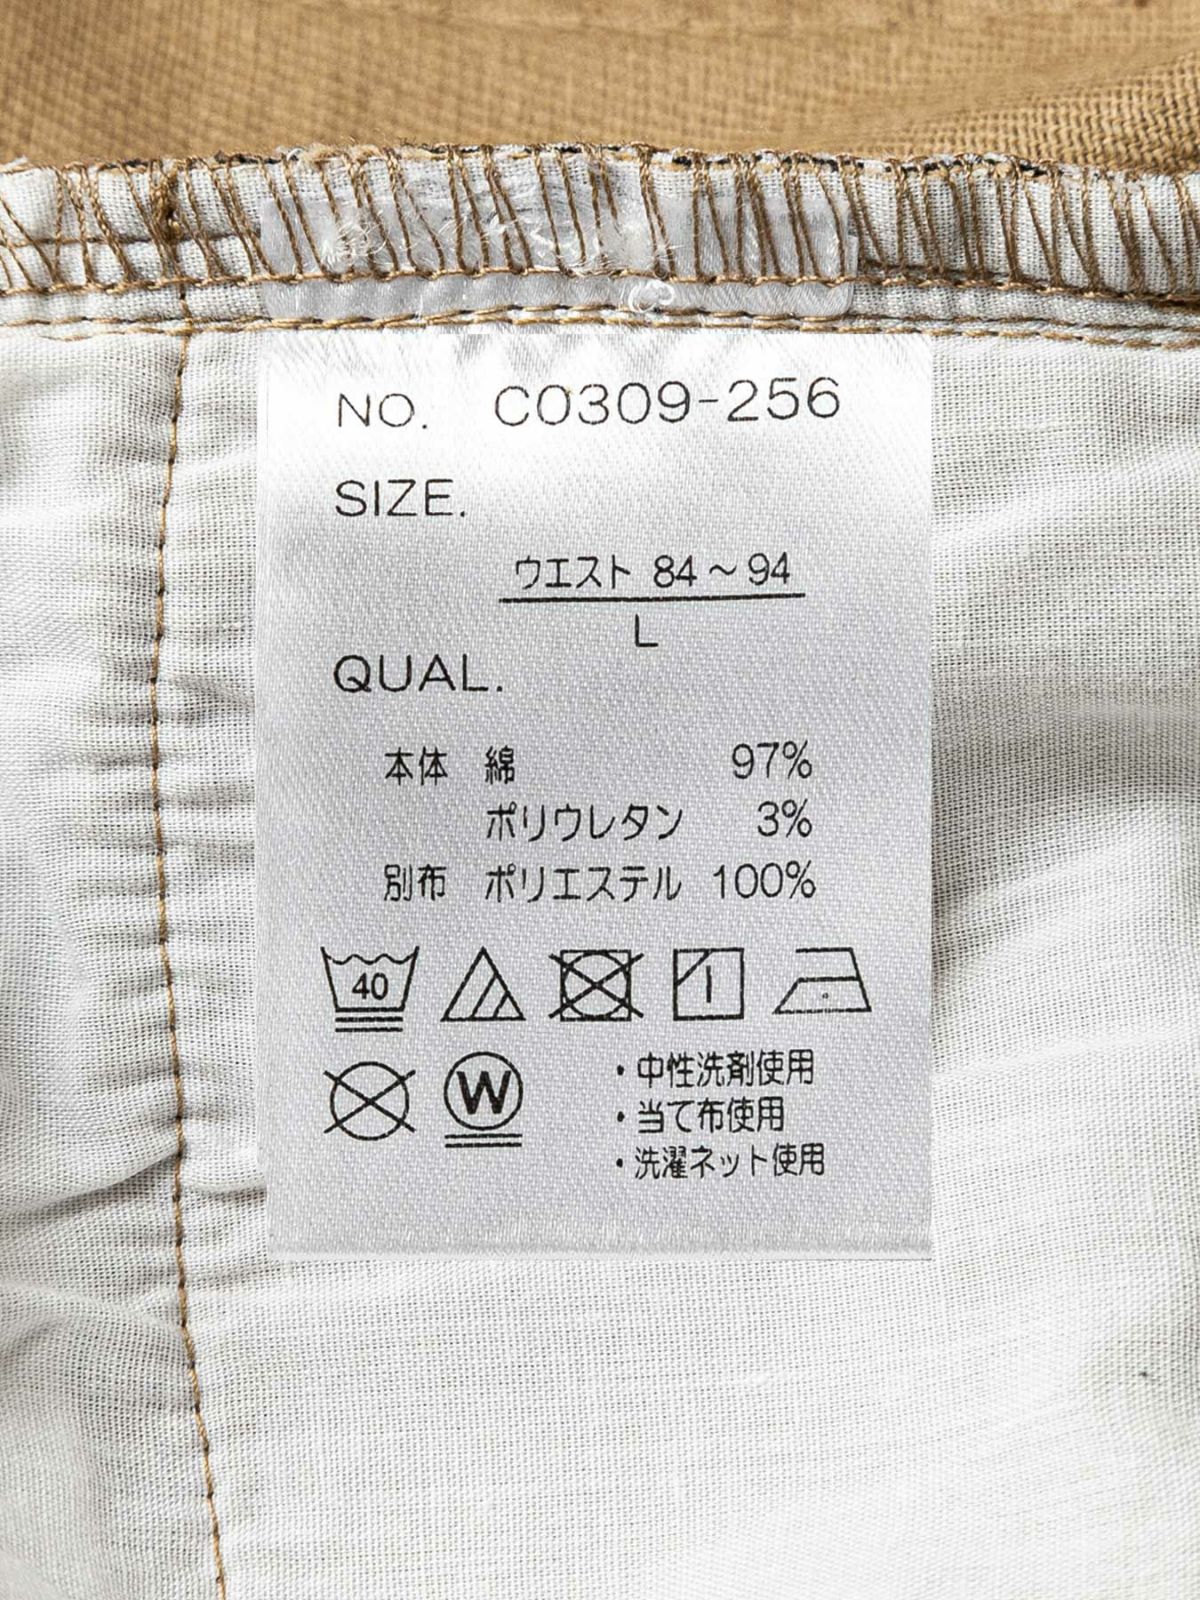 NO. C0309-256
SIZE.
ウエスト 84～94
L
QUAL.
本体 綿 97%
ポリウレタン 3%
別布 ポリエステル 100%
40
W
・中性洗剤使用
・当て布使用
・洗濯ネット使用